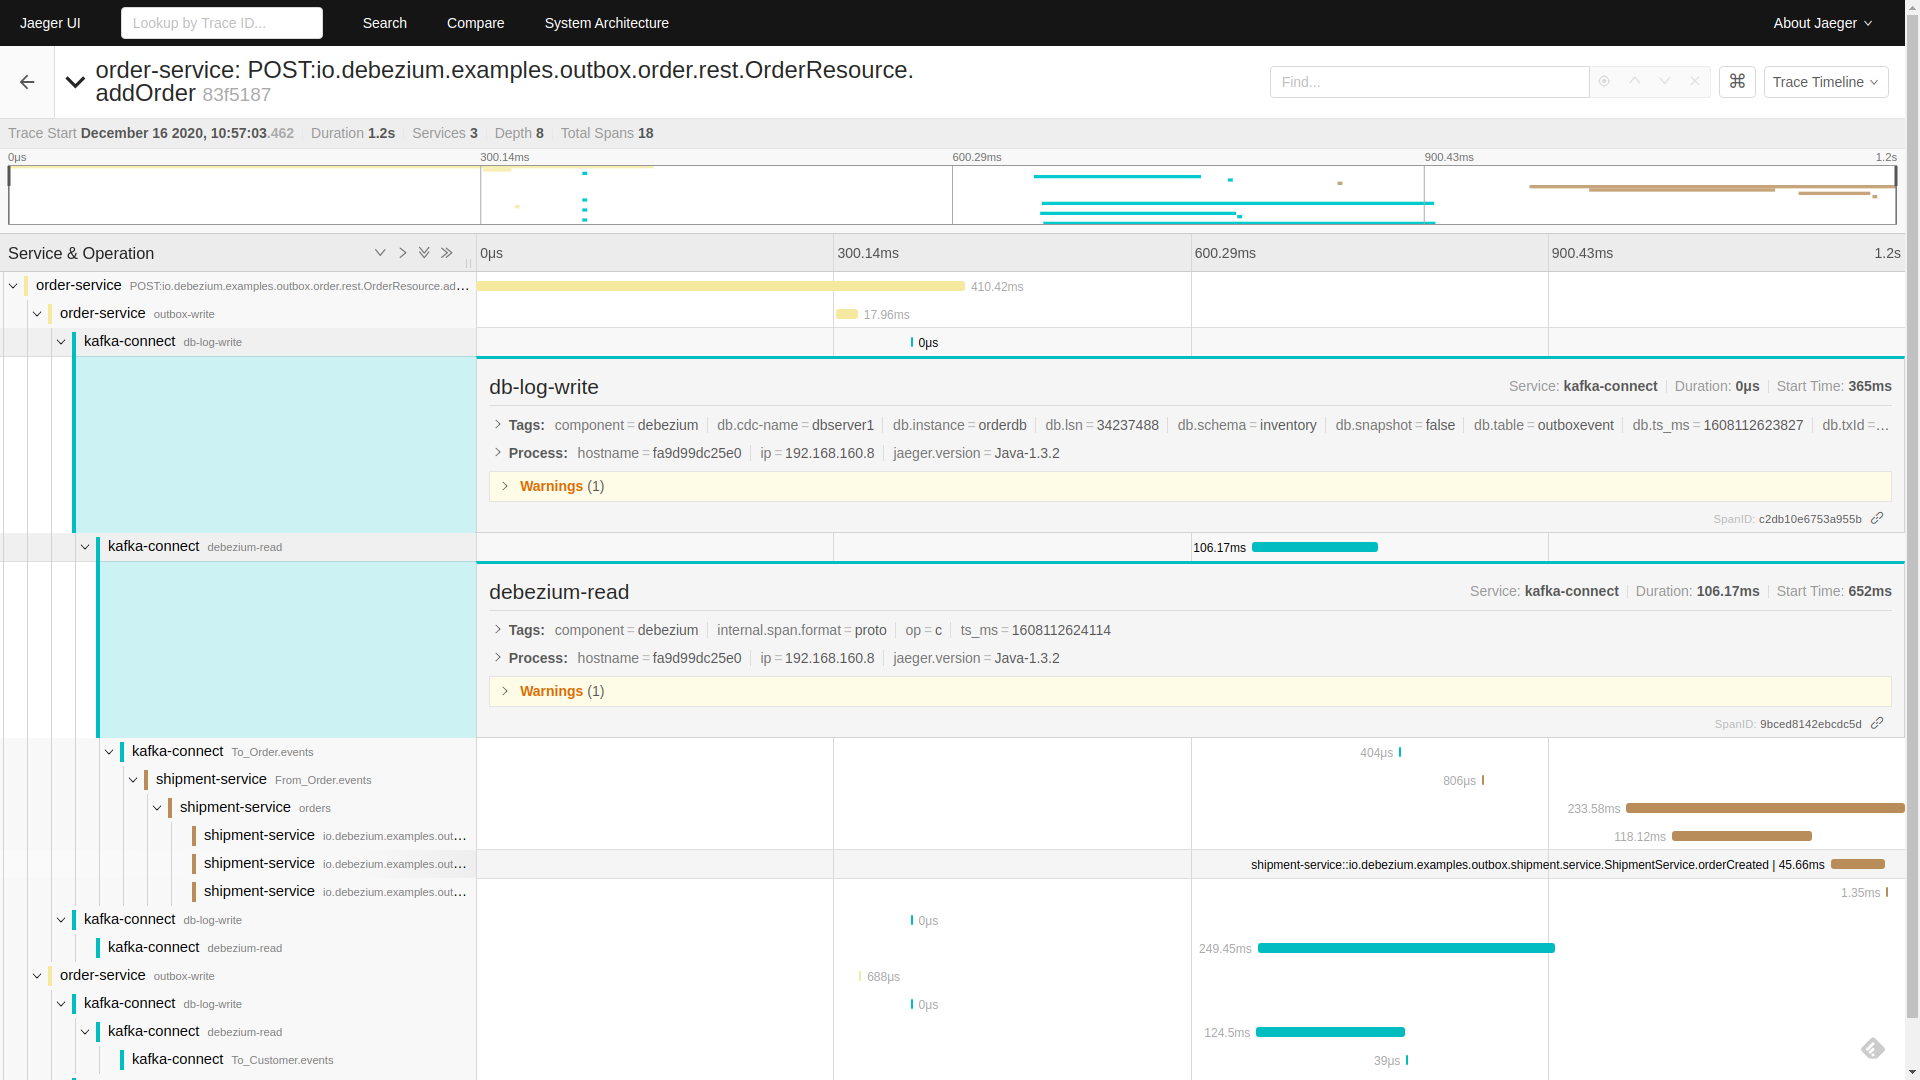 Jaeger UI
Lookup by Trace ID...
Search
Compare
System Architecture
About Jaeger
order-service: POST:io.debezium.examples.outbox.order.rest.OrderResource.
addOrder 83f5187
Find...
⌘
Trace Timeline
Trace Start December 16 2020, 10:57:03.462 Duration 1.2s Services 3 Depth 8 Total Spans 18
0μs 300.14ms 600.29ms 900.43ms 1.2s
Service & Operation 0μs 300.14ms 600.29ms 900.43ms 1.2s
order-service POST:io.debezium.examples.outbox.order.rest.OrderResource.ad... 410.42ms
order-service outbox-write 17.96ms
kafka-connect db-log-write 0μs
db-log-write Service: kafka-connect Duration: 0μs Start Time: 365ms
Tags: component = debezium db.cdc-name = dbserver1 db.instance = orderdb db.lsn = 34237488 db.schema = inventory db.snapshot = false db.table = outboxevent db.ts_ms = 1608112623827 db.txId =...
Process: hostname = fa9d99dc25e0 ip = 192.168.160.8 jaeger.version = Java-1.3.2
Warnings (1)
SpanID: c2db10e6753a955b
kafka-connect debezium-read 106.17ms
debezium-read Service: kafka-connect Duration: 106.17ms Start Time: 652ms
Tags: component = debezium internal.span.format = proto op = c ts_ms = 1608112624114
Process: hostname = fa9d99dc25e0 ip = 192.168.160.8 jaeger.version = Java-1.3.2
Warnings (1)
SpanID: 9bced8142ebcdc5d
kafka-connect To_Order.events 404μs
shipment-service From_Order.events 806μs
shipment-service orders 233.58ms
shipment-service io.debezium.examples.out... 118.12ms
shipment-service io.debezium.examples.out... shipment-service::io.debezium.examples.outbox.shipment.service.ShipmentService.orderCreated | 45.66ms
shipment-service io.debezium.examples.out... 1.35ms
kafka-connect db-log-write 0μs
kafka-connect debezium-read 249.45ms
order-service outbox-write 688μs
kafka-connect db-log-write 0μs
kafka-connect debezium-read 124.5ms
kafka-connect To_Customer.events 39μs